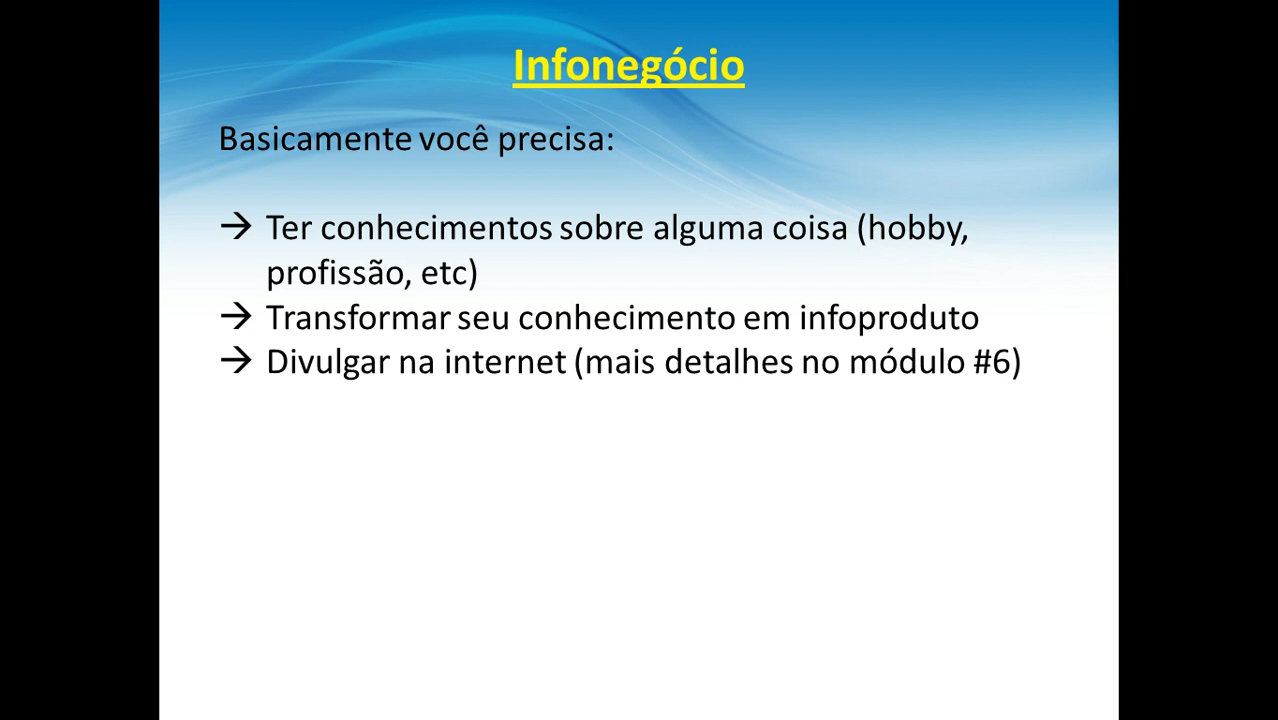 Infonegócio
Basicamente você precisa:
→ Ter conhecimentos sobre alguma coisa (hobby,
profissão, etc)
→ Transformar seu conhecimento em infoproduto
→ Divulgar na internet (mais detalhes no módulo #6)